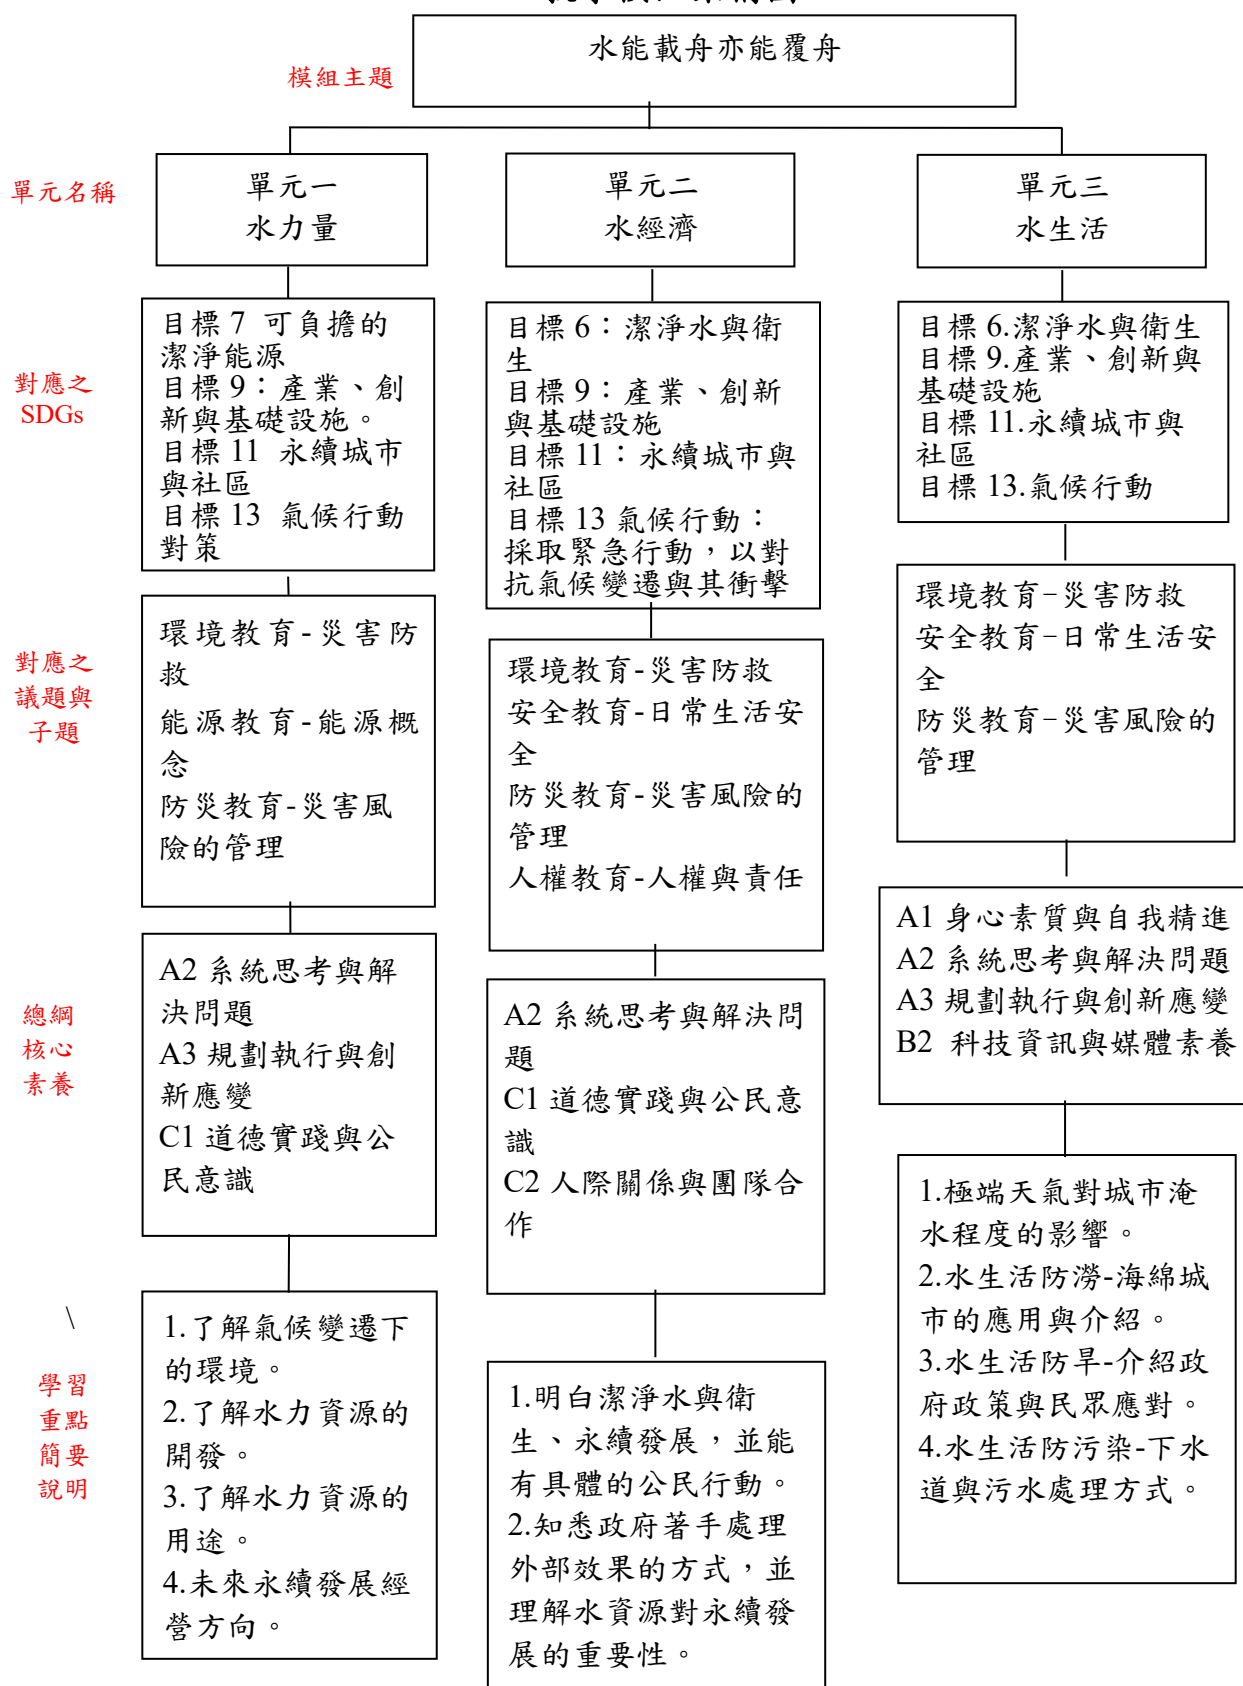 水能載舟亦能覆舟
模組主題
單元名稱
單元一
水力量
單元二
水經濟
單元三
水生活
對應之
SDGs
目標 7 可負擔的
潔淨能源
目標 9：產業、創
新與基礎設施。
目標 11 永續城市
與社區
目標 13 氣候行動
對策
目標 6：潔淨水與衛
生
目標 9：產業、創新
與基礎設施
目標 11：永續城市與
社區
目標 13 氣候行動：
採取緊急行動，以對
抗氣候變遷與其衝擊
目標 6.潔淨水與衛生
目標 9.產業、創新與
基礎設施
目標 11.永續城市與
社區
目標 13.氣候行動
對應之
議題與
子題
環境教育-災害防
救
能源教育-能源概
念
防災教育-災害風
險的管理
環境教育-災害防救
安全教育-日常生活安
全
防災教育-災害風險的
管理
人權教育-人權與責任
環境教育-災害防救
安全教育-日常生活安
全
防災教育-災害風險的
管理
總綱
核心
素養
A2 系統思考與解
決問題
A3 規劃執行與創
新應變
C1 道德實踐與公
民意識
A2 系統思考與解決問
題
C1 道德實踐與公民意
識
C2 人際關係與團隊合
作
A1 身心素質與自我精進
A2 系統思考與解決問題
A3 規劃執行與創新應變
B2 科技資訊與媒體素養
\
學習
重點
簡要
說明
1.了解氣候變遷下
的環境。
2.了解水力資源的
開發。
3.了解水力資源的
用途。
4.未來永續發展經
營方向。
1.明白潔淨水與衛
生、永續發展，並能
有具體的公民行動。
2.知悉政府著手處理
外部效果的方式，並
理解水資源對永續發
展的重要性。
1.極端天氣對城市淹
水程度的影響。
2.水生活防澇-海綿城
市的應用與介紹。
3.水生活防旱-介紹政
府政策與民眾應對。
4.水生活防污染-下水
道與污水處理方式。